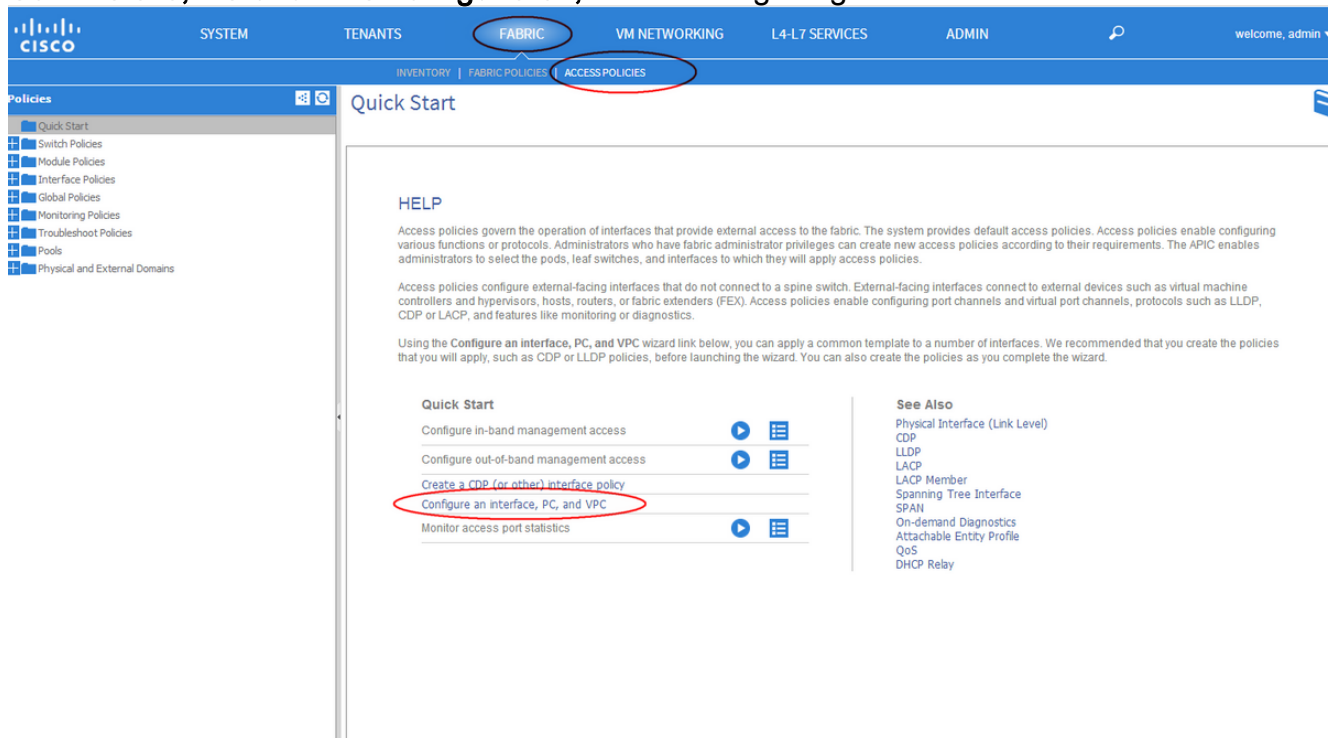 CISCO
SYSTEM
TENANTS
FABRIC
VM NETWORKING
L4-L7 SERVICES
ADMIN
welcome, admin
INVENTORY | FABRIC POLICIES | ACCESS POLICIES
Policies
Quick Start
Switch Policies
Module Policies
Interface Policies
Global Policies
Monitoring Policies
Troubleshoot Policies
Pools
Physical and External Domains
Quick Start
HELP
Access policies govern the operation of interfaces that provide external access to the fabric. The system provides default access policies. Access policies enable configuring
various functions or protocols. Administrators who have fabric administrator privileges can create new access policies according to their requirements. The APIC enables
administrators to select the pods, leaf switches, and interfaces to which they will apply access policies.
Access policies configure external-facing interfaces that do not connect to a spine switch. External-facing interfaces connect to external devices such as virtual machine
controllers and hypervisors, hosts, routers, or fabric extenders (FEX). Access policies enable configuring port channels and virtual port channels, protocols such as LLDP,
CDP or LACP, and features like monitoring or diagnostics.
Using the Configure an interface, PC, and VPC wizard link below, you can apply a common template to a number of interfaces. We recommended that you create the policies
that you will apply, such as CDP or LLDP policies, before launching the wizard. You can also create the policies as you complete the wizard.
Quick Start
Configure in-band management access
Configure out-of-band management access
Create a CDP (or other) interface policy
Configure an interface, PC, and VPC
Monitor access port statistics
See Also
Physical Interface (Link Level)
CDP
LLDP
LACP
LACP Member
Spanning Tree Interface
SPAN
On-demand Diagnostics
Attachable Entity Profile
QoS
DHCP Relay